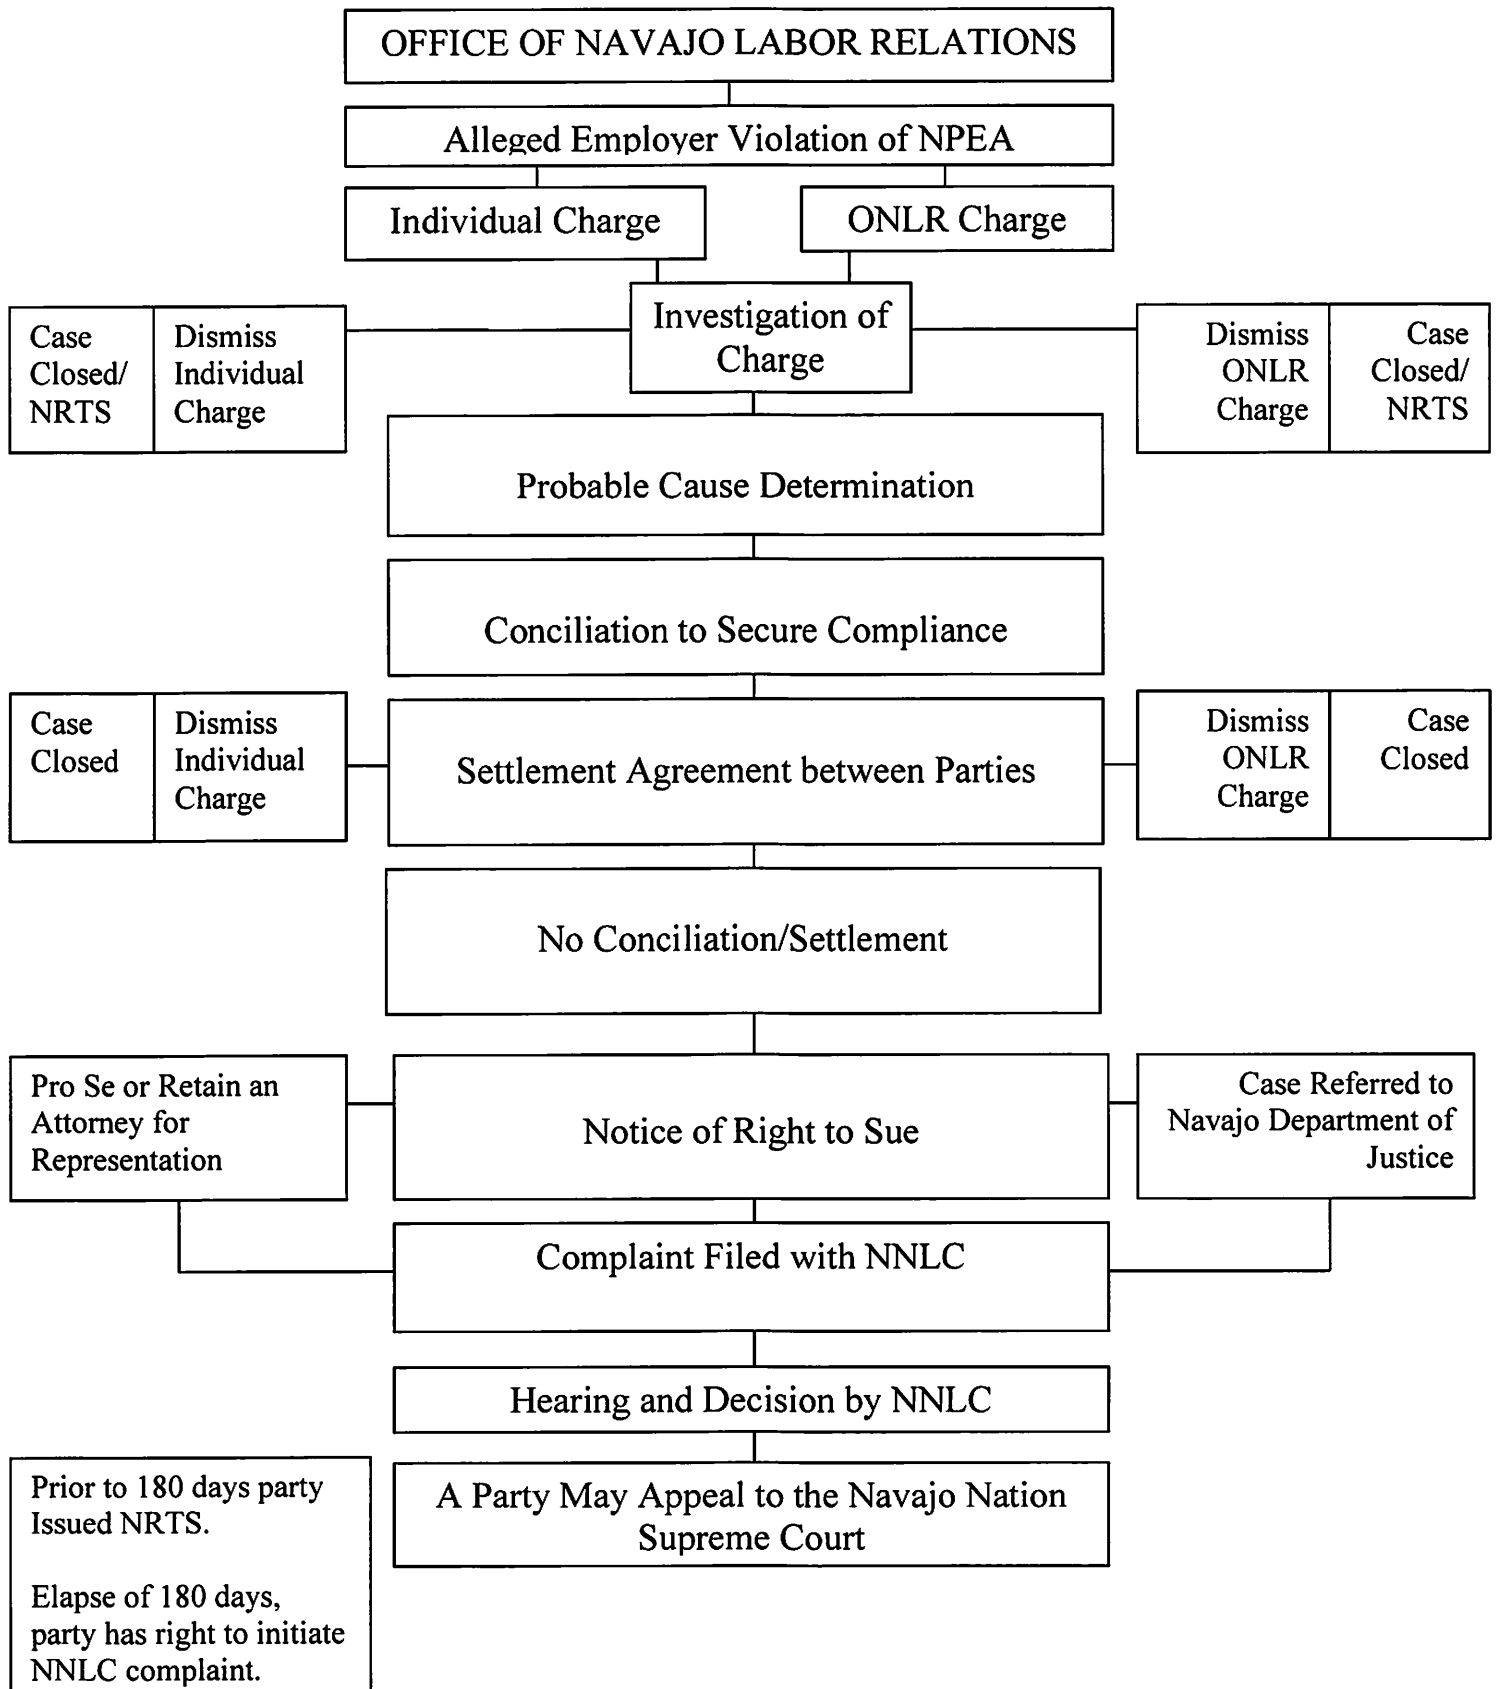 OFFICE OF NAVAJO LABOR RELATIONS
Alleged Employer Violation of NPEA
Individual Charge
ONLR Charge
Investigation of
Charge
Case
Closed/
NRTS
Dismiss
Individual
Charge
Dismiss
ONLR
Charge
Case
Closed/
NRTS
Probable Cause Determination
Conciliation to Secure Compliance
Case
Closed
Dismiss
Individual
Charge
Settlement Agreement between Parties
Dismiss
ONLR
Charge
Case
Closed
No Conciliation/Settlement
Pro Se or Retain an
Attorney for
Representation
Notice of Right to Sue
Case Referred to
Navajo Department of
Justice
Complaint Filed with NNLC
Hearing and Decision by NNLC
A Party May Appeal to the Navajo Nation
Supreme Court
Prior to 180 days party
Issued NRTS.
Elapse of 180 days,
party has right to initiate
NNLC complaint.